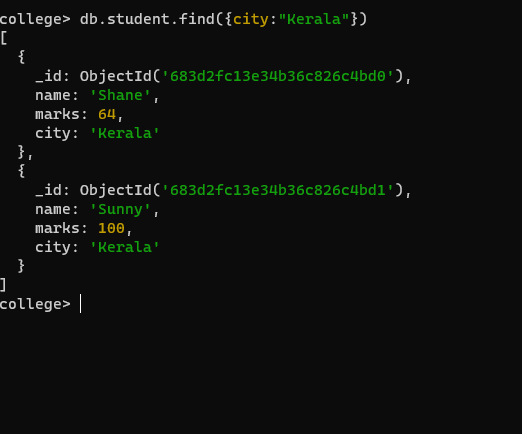 college> db.student.find({city:"Kerala"})
[
  {
    _id: ObjectId('683d2fc13e34b36c826c4bd0'),
    name: 'Shane',
    marks: 64,
    city: 'Kerala'
  },
  {
    _id: ObjectId('683d2fc13e34b36c826c4bd1'),
    name: 'Sunny',
    marks: 100,
    city: 'Kerala'
  }
]
college>